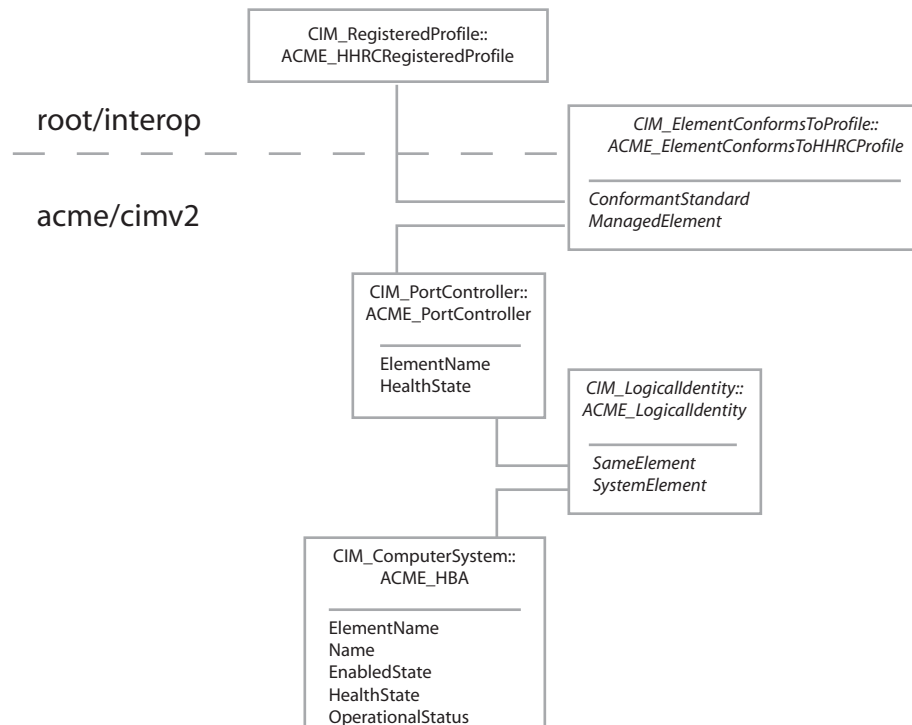 CIM_RegisteredProfile::
ACME_HHRCRegisteredProfile
root/interop
CIM_ElementConformsToProfile::
ACME_ElementConformsToHHRCProfile
ConformantStandard
ManagedElement
acme/cimv2
CIM_PortController::
ACME_PortController
ElementName
HealthState
CIM_LogicalIdentity::
ACME_LogicalIdentity
SameElement
SystemElement
CIM_ComputerSystem::
ACME_HBA
ElementName
Name
EnabledState
HealthState
OperationalStatus